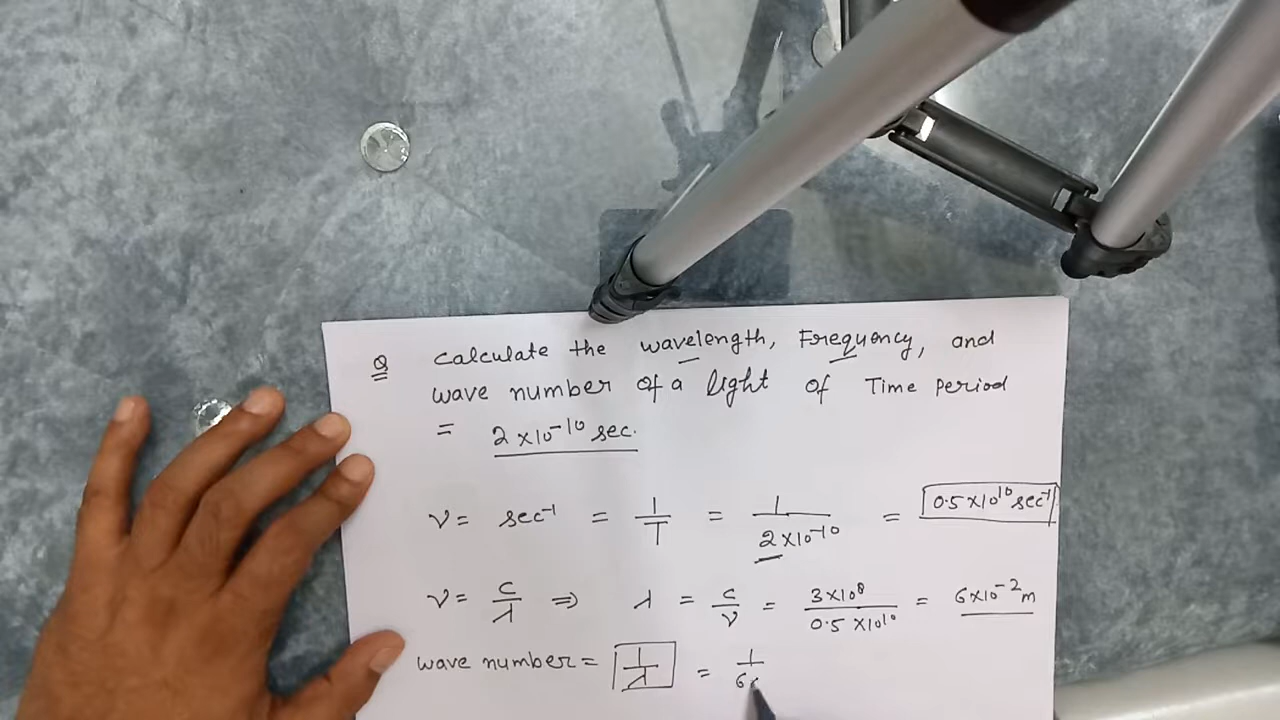 Q Calculate the wavelength, Frequency, and
wave number of a light of Time Period
= 2×10⁻¹⁰ sec.
ν = sec⁻¹ = 1/T = 1/2×10⁻¹⁰ = 0.5×10¹⁰ sec⁻¹
ν = c/λ ⇒ λ = c/ν = 3×10⁸/0.5×10¹⁰ = 6×10⁻² m
wave number = 1/λ = 1/6